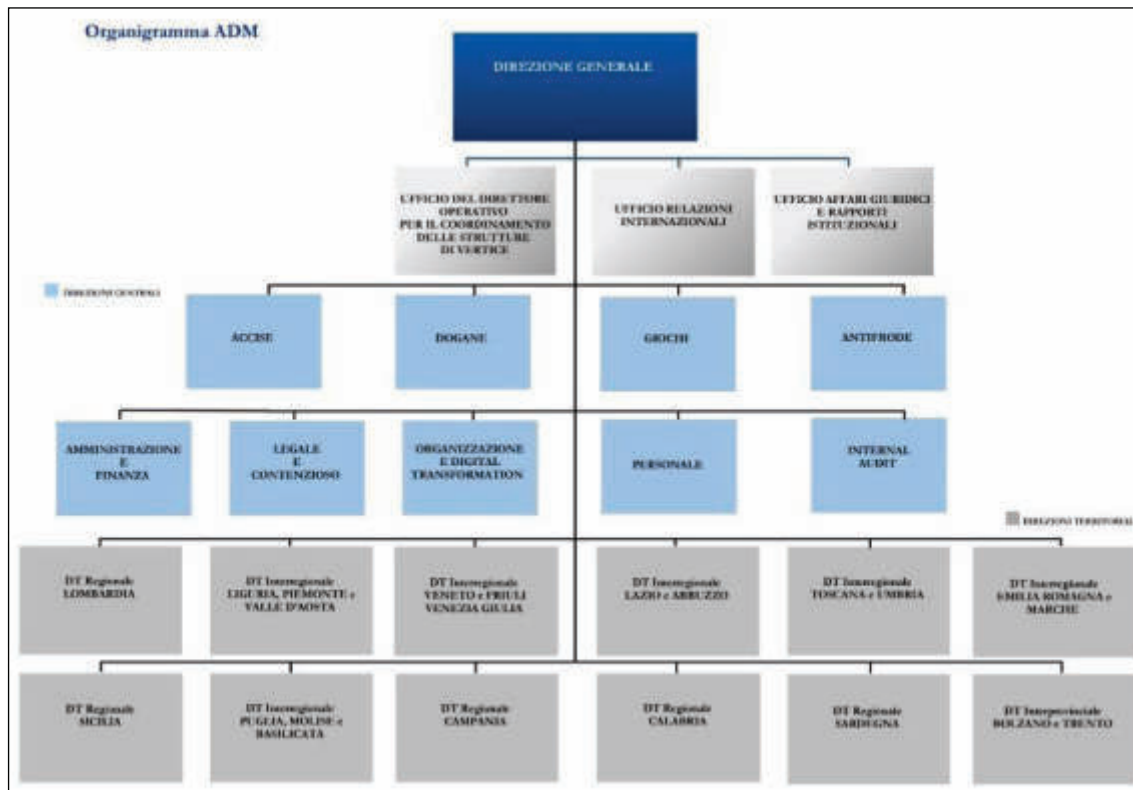 Organigramma ADM
DIREZIONE GENERALE
UFFICIO DEL DIRETTORE
OPERATIVO
PER IL COORDINAMENTO
DELLE STRUTTURE
DI VERTICE
UFFICIO RELAZIONI
INTERNAZIONALI
UFFICIO AFFARI GIURIDICI
E RAPPORTI
ISTITUZIONALI
DIREZIONI CENTRALI
ACCISE
DOGANE
GIOCHI
ANTIFRODE
AMMINISTRAZIONE
E
FINANZA
LEGALE
E
CONTENZIOSO
ORGANIZZAZIONE
E DIGITAL
TRANSFORMATION
PERSONALE
INTERNAL
AUDIT
DIREZIONI TERRITORIALI
DT Regionale
LOMBARDIA
DT Interregionale
LIGURIA, PIEMONTE e
VALLE D'AOSTA
DT Interregionale
VENETO e FRIULI
VENEZIA GIULIA
DT Interregionale
LAZIO e ABRUZZO
DT Interregionale
TOSCANA e UMBRIA
DT Interregionale
EMILIA ROMAGNA e
MARCHE
DT Regionale
SICILIA
DT Interregionale
PUGLIA, MOLISE e
BASILICATA
DT Regionale
CAMPANIA
DT Regionale
CALABRIA
DT Regionale
SARDEGNA
DT Interprovinciale
BOLZANO e TRENTO